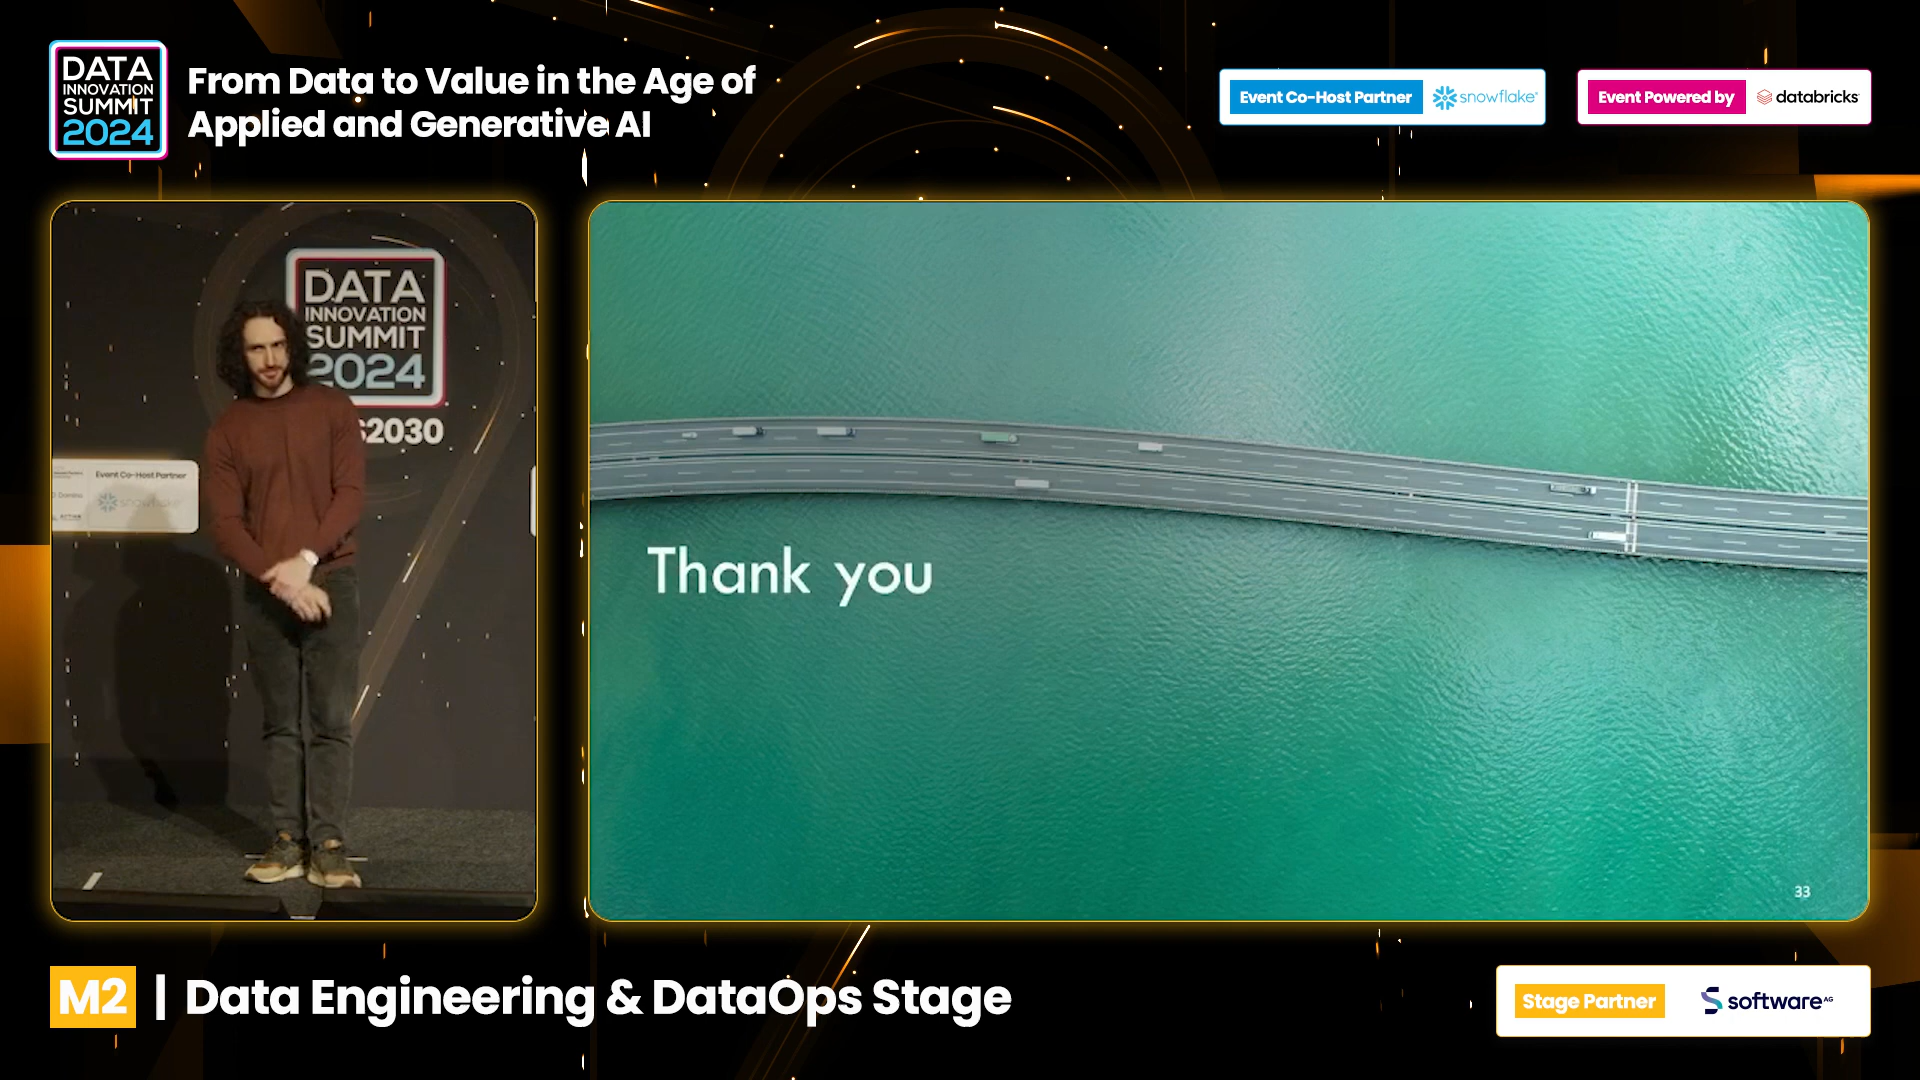 DATA
INNOVATION
SUMMIT
2024
From Data to Value in the Age of
Applied and Generative AI
Event Co-Host Partner
snowflake
Event Powered by
databricks
DATA
INNOVATION
SUMMIT
2024
2030
Event Co-Host Partner
snowflake
Thank you
33
M2 | Data Engineering & DataOps Stage
Stage Partner
software AG